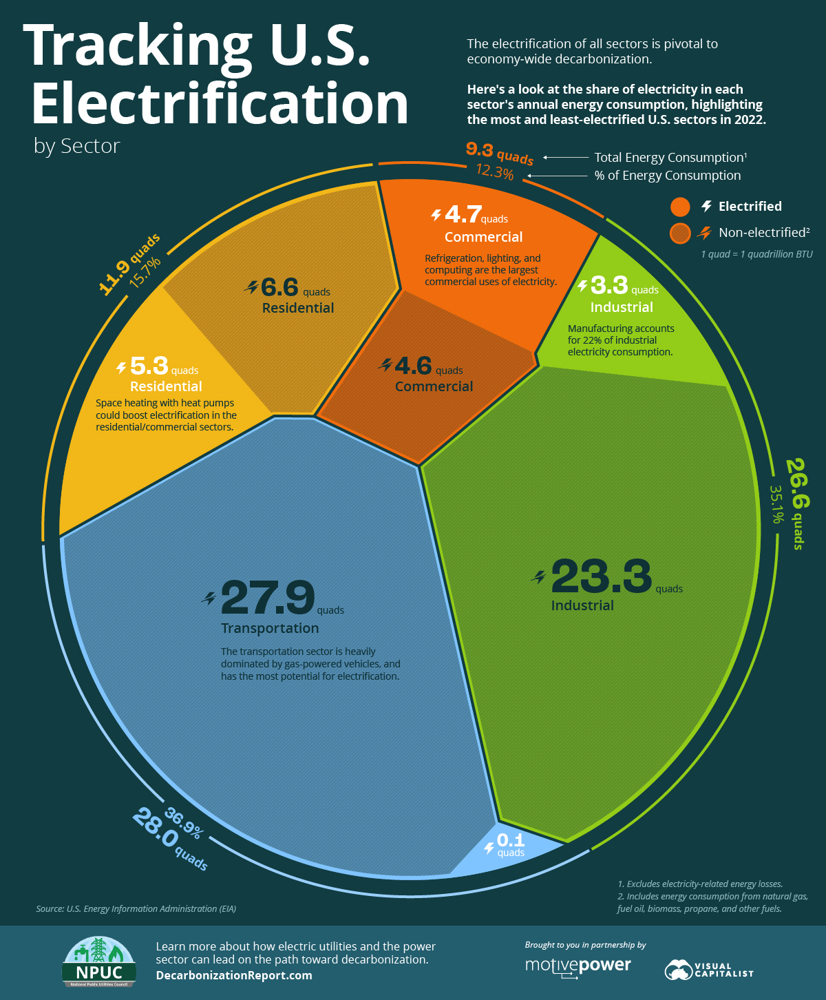 Tracking U.S.
Electrification
by Sector
The electrification of all sectors is pivotal to
economy-wide decarbonization.
Here's a look at the share of electricity in each
sector's annual energy consumption, highlighting
the most and least-electrified U.S. sectors in 2022.
9.3 quads
12.3%
Total Energy Consumption¹
% of Energy Consumption
Electrified
Non-electrified²
1 quad = 1 quadrillion BTU
11.9 quads
15.7%
4.7 quads
Commercial
Refrigeration, lighting, and
computing are the largest
commercial uses of electricity.
6.6 quads
Residential
3.3 quads
Industrial
Manufacturing accounts
for 22% of industrial
electricity consumption.
5.3 quads
Residential
Space heating with heat pumps
could boost electrification in the
residential/commercial sectors.
4.6 quads
Commercial
26.6 quads
35.1%
27.9 quads
Transportation
The transportation sector is heavily
dominated by gas-powered vehicles, and
has the most potential for electrification.
23.3 quads
Industrial
36.9%
28.0 quads
0.1
quads
1. Excludes electricity-related energy losses.
2. Includes energy consumption from natural gas,
fuel oil, biomass, propane, and other fuels.
Source: U.S. Energy Information Administration (EIA)
NPUC
National Public Utilities Council
Learn more about how electric utilities and the power
sector can lead on the path toward decarbonization.
DecarbonizationReport.com
Brought to you in partnership by
motivepower
VISUAL
CAPITALIST